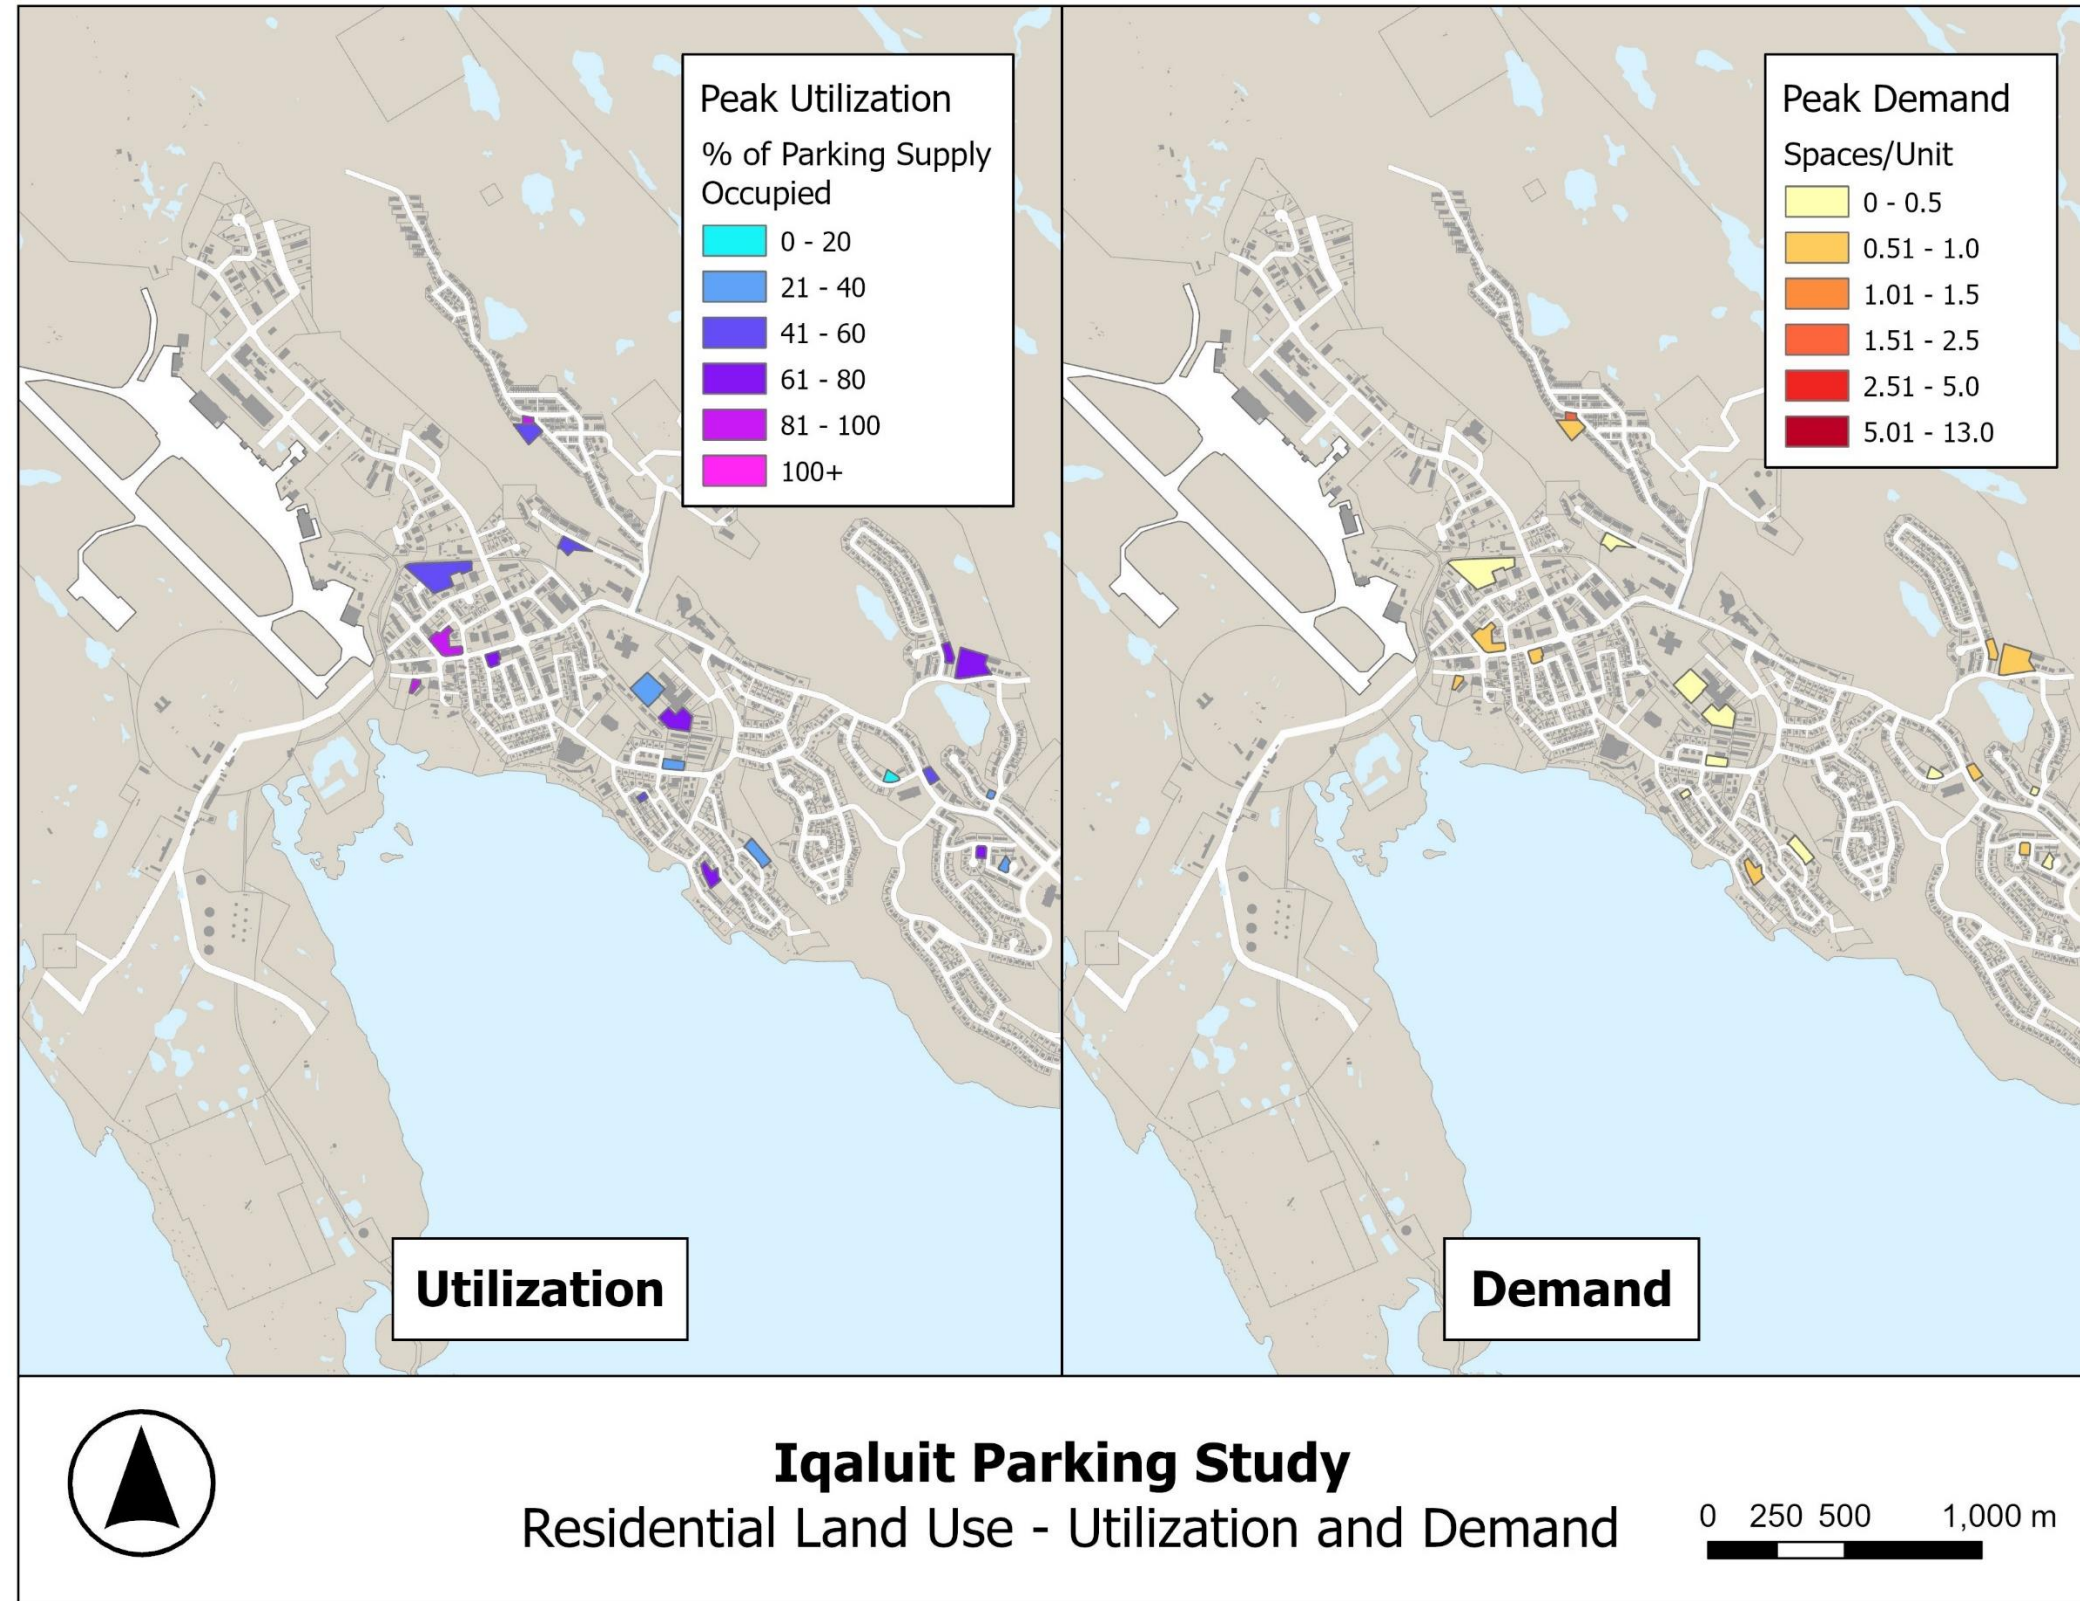 Peak Utilization
% of Parking Supply
Occupied
0 - 20
21 - 40
41 - 60
61 - 80
81 - 100
100+
Utilization
Peak Demand
Spaces/Unit
0 - 0.5
0.51 - 1.0
1.01 - 1.5
1.51 - 2.5
2.51 - 5.0
5.01 - 13.0
Demand
Iqaluit Parking Study
Residential Land Use - Utilization and Demand
0 250 500 1,000 m